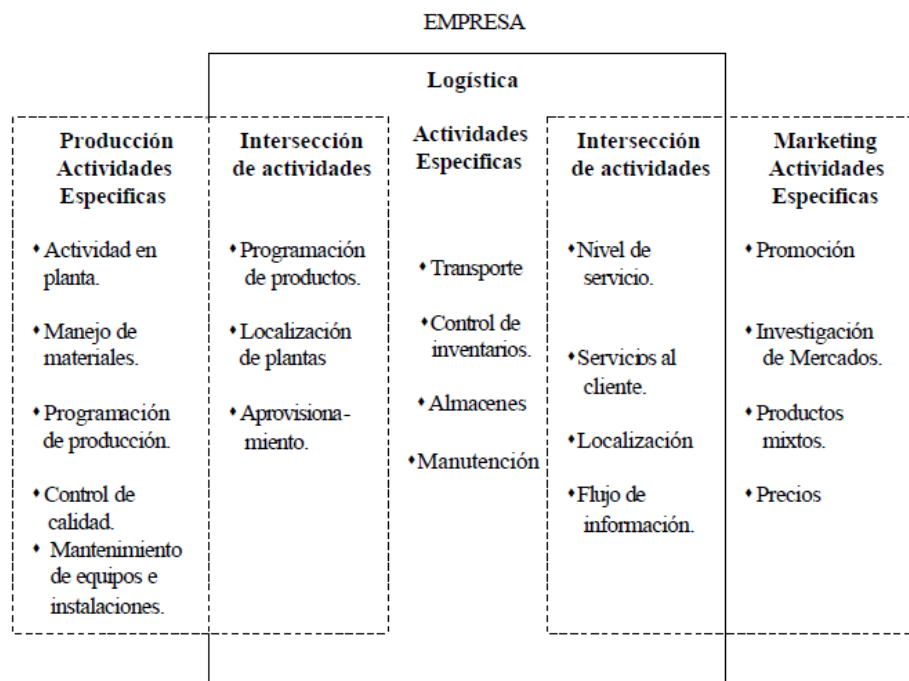 EMPRESA
Logística
Producción
Actividades
Especificas
♦ Actividad en
planta.
♦ Manejo de
materiales.
♦ Programación
de producción.
♦ Control de
calidad.
♦ Mantenimiento
de equipos e
instalaciones.
Intersección
de actividades
♦ Programación
de productos.
♦ Localización
de plantas
♦ Aprovisiona-
miento.
Actividades
Especificas
♦ Transporte
♦ Control de
inventarios.
♦ Almacenes
♦ Manutención
Intersección
de actividades
♦ Nivel de
servicio.
♦ Servicios al
cliente.
♦ Localización
♦ Flujo de
información.
Marketing
Actividades
Especificas
♦ Promoción
♦ Investigación
de Mercados.
♦ Productos
mixtos.
♦ Precios